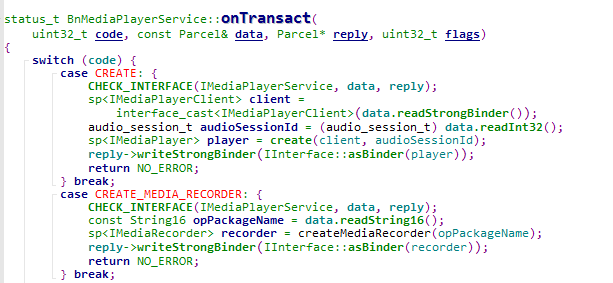 status_t BnMediaPlayerService::onTransact(
uint32_t code, const Parcel& data, Parcel* reply, uint32_t flags)
{
switch (code) {
case CREATE: {
CHECK_INTERFACE(IMediaPlayerService, data, reply);
sp<IMediaPlayerClient> client =
interface_cast<IMediaPlayerClient>(data.readStrongBinder());
audio_session_t audioSessionId = (audio_session_t) data.readInt32();
sp<IMediaPlayer> player = create(client, audioSessionId);
reply->writeStrongBinder(IInterface::asBinder(player));
return NO_ERROR;
} break;
case CREATE_MEDIA_RECORDER: {
CHECK_INTERFACE(IMediaPlayerService, data, reply);
const String16 opPackageName = data.readString16();
sp<IMediaRecorder> recorder = createMediaRecorder(opPackageName);
reply->writeStrongBinder(IInterface::asBinder(recorder));
return NO_ERROR;
} break;